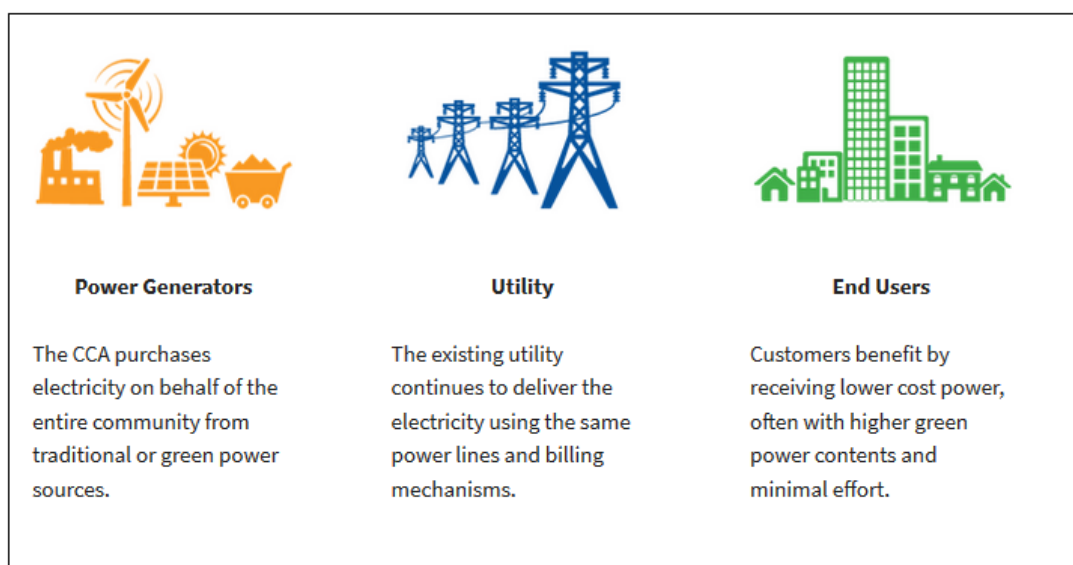 Power Generators
The CCA purchases
electricity on behalf of the
entire community from
traditional or green power
sources.
Utility
The existing utility
continues to deliver the
electricity using the same
power lines and billing
mechanisms.
End Users
Customers benefit by
receiving lower cost power,
often with higher green
power contents and
minimal effort.